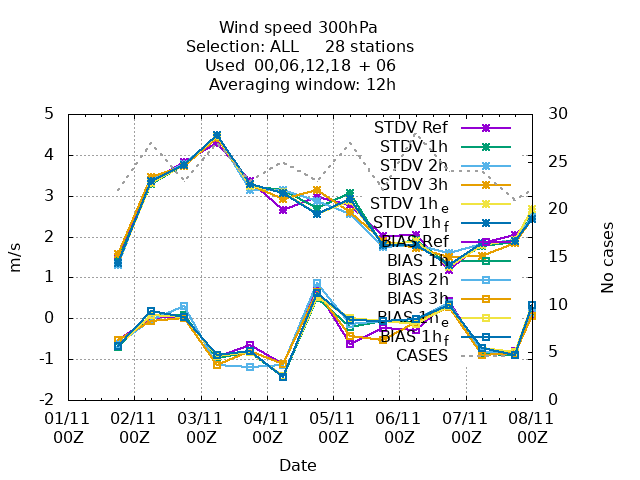 Wind speed 300hPa
Selection: ALL 28 stations
Used 00,06,12,18 + 06
Averaging window: 12h
5
4
3
2
1
0
-1
-2
m/s
30
25
20
15
10
5
0
No cases
STDV Ref
STDV 1h
STDV 2h
STDV 3h
STDV 1he
STDV 1hf
BIAS Ref
BIAS 1h
BIAS 2h
BIAS 3h
BIAS 1he
BIAS 1hf
CASES
01/11 02/11 03/11 04/11 05/11 06/11 07/11 08/11
00Z 00Z 00Z 00Z 00Z 00Z 00Z 00Z
Date